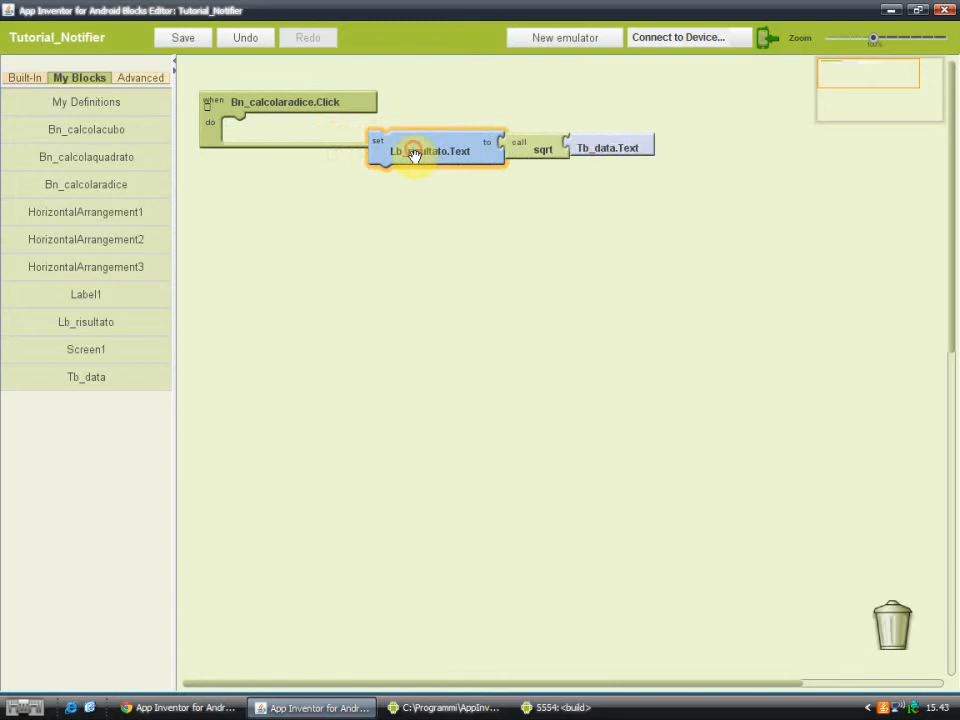 App Inventor for Android Blocks Editor: Tutorial_Notifier
Tutorial_Notifier
Save
Undo
Redo
New emulator
Connect to Device...
Zoom
100%
Built-In
My Blocks
Advanced
My Definitions
Bn_calcolacubo
Bn_calcolaquadrato
Bn_calcolaradice
HorizontalArrangement1
HorizontalArrangement2
HorizontalArrangement3
Label1
Lb_risultato
Screen1
Tb_data
when Bn_calcolaradice.Click
do
set Lb_risultato.Text to
call sqrt
Tb_data.Text
App Inventor for Andr...
App Inventor for Andr...
C:\Programmi\AppInv...
5554:<build>
15.43